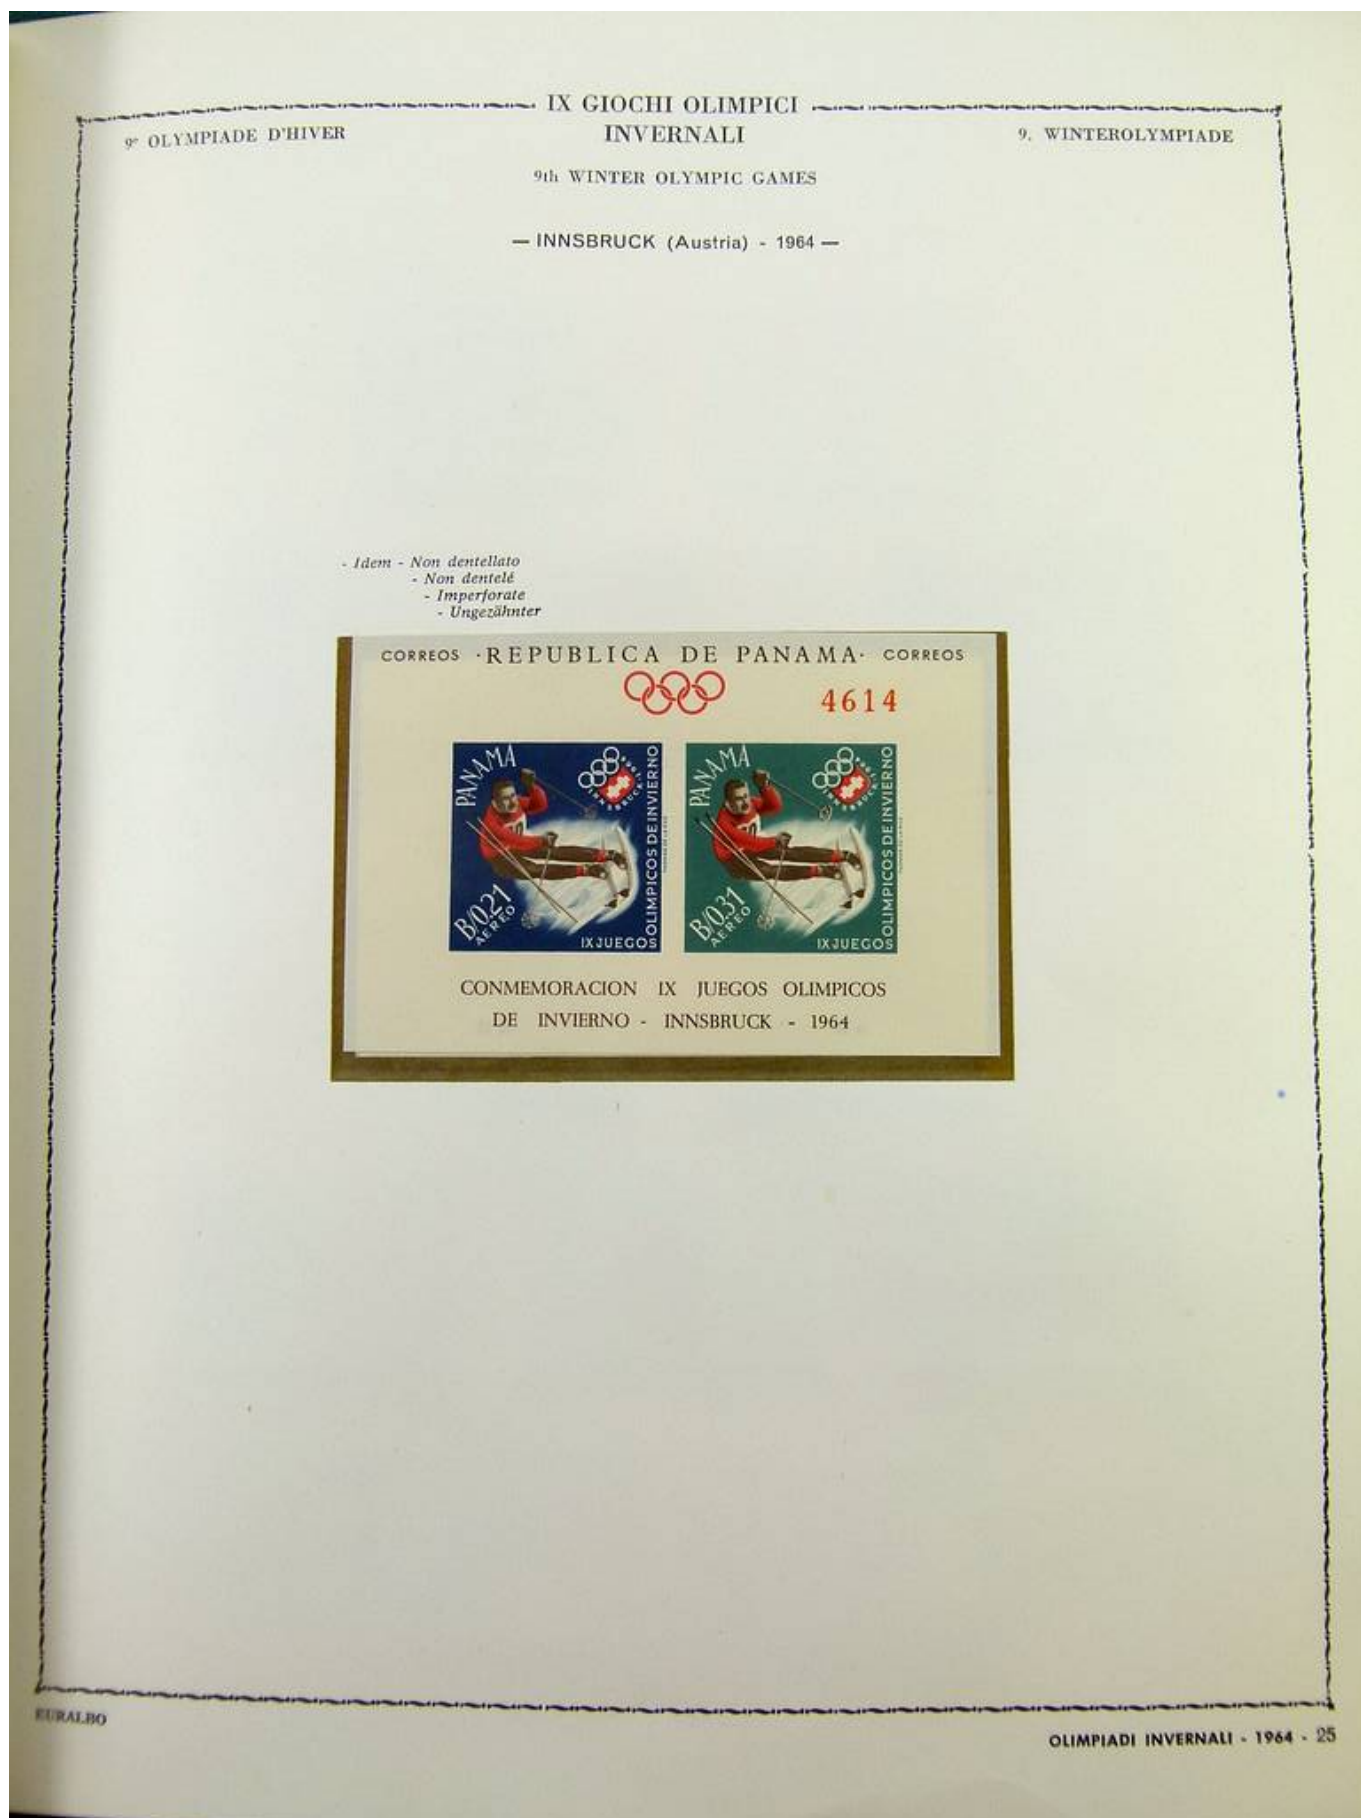 IX GIOCHI OLIMPICI
INVERNALI
9e OLYMPIADE D'HIVER
9. WINTEROLYMPIADE
9th WINTER OLYMPIC GAMES
— INNSBRUCK (Austria) - 1964 —
- Idem - Non dentellato
- Non dentelé
- Imperforate
- Ungezähnter
CORREOS ·REPUBLICA DE PANAMA· CORREOS
4614
PANAMA
INNSBRUCK
B/0.21
AEREO
IX JUEGOS OLIMPICOS DE INVIERNO
PANAMA
INNSBRUCK
B/0.31
AEREO
IX JUEGOS OLIMPICOS DE INVIERNO
CONMEMORACION IX JUEGOS OLIMPICOS
DE INVIERNO - INNSBRUCK - 1964
EURALBO
OLIMPIADI INVERNALI - 1964 - 25